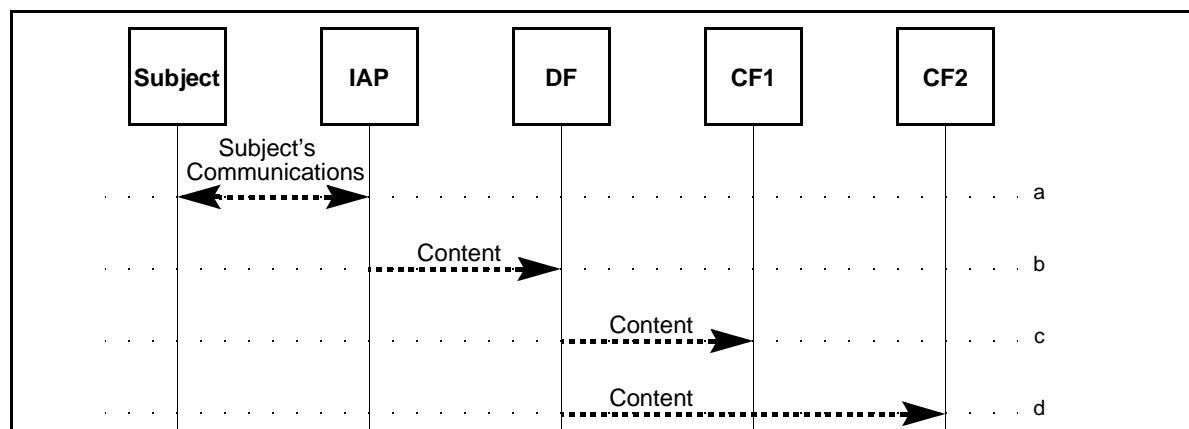 Subject IAP DF CF1 CF2
Subject's
Communications
a
Content
b
Content
c
Content
d